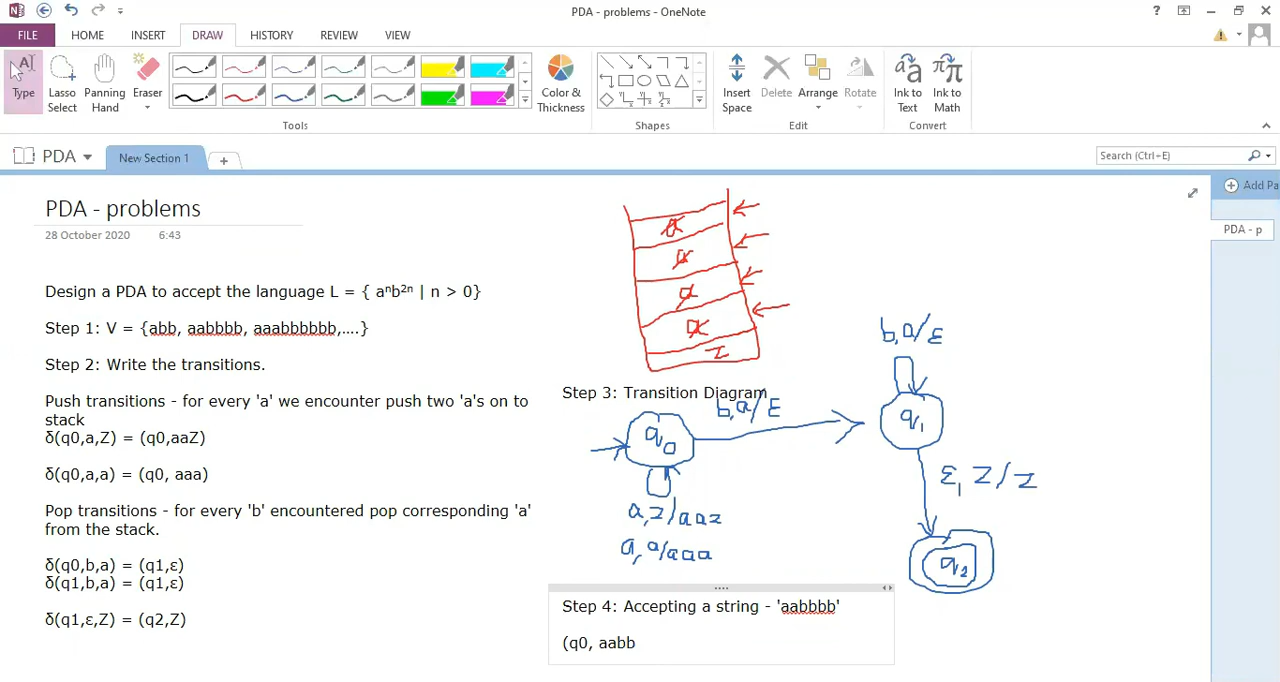 PDA - problems - OneNote
FILE HOME INSERT DRAW HISTORY REVIEW VIEW
Type
Lasso Select
Panning Hand
Eraser
Color & Thickness
Insert Space
Delete
Arrange
Rotate
Ink to Text
Ink to Math
Tools Shapes Edit Convert
PDA
New Section 1
Search (Ctrl+E)
Add Pa
PDA - p
PDA - problems
28 October 2020 6:43
Design a PDA to accept the language L = { aⁿb²ⁿ | n > 0}
Step 1: V = {abb, aabbbb, aaabbbbbb,....}
Step 2: Write the transitions.
Push transitions - for every 'a' we encounter push two 'a's on to
stack
δ(q0,a,Z) = (q0,aaZ)
δ(q0,a,a) = (q0, aaa)
Pop transitions - for every 'b' encountered pop corresponding 'a'
from the stack.
δ(q0,b,a) = (q1,ε)
δ(q1,b,a) = (q1,ε)
δ(q1,ε,Z) = (q2,Z)
a
a
a
a
z
Step 3: Transition Diagram
b,a/ε
b,a/ε
q0
q1
a,z/aaz
a,a/aaa
ε, Z/Z
q2
Step 4: Accepting a string - 'aabbbb'
(q0, aabb